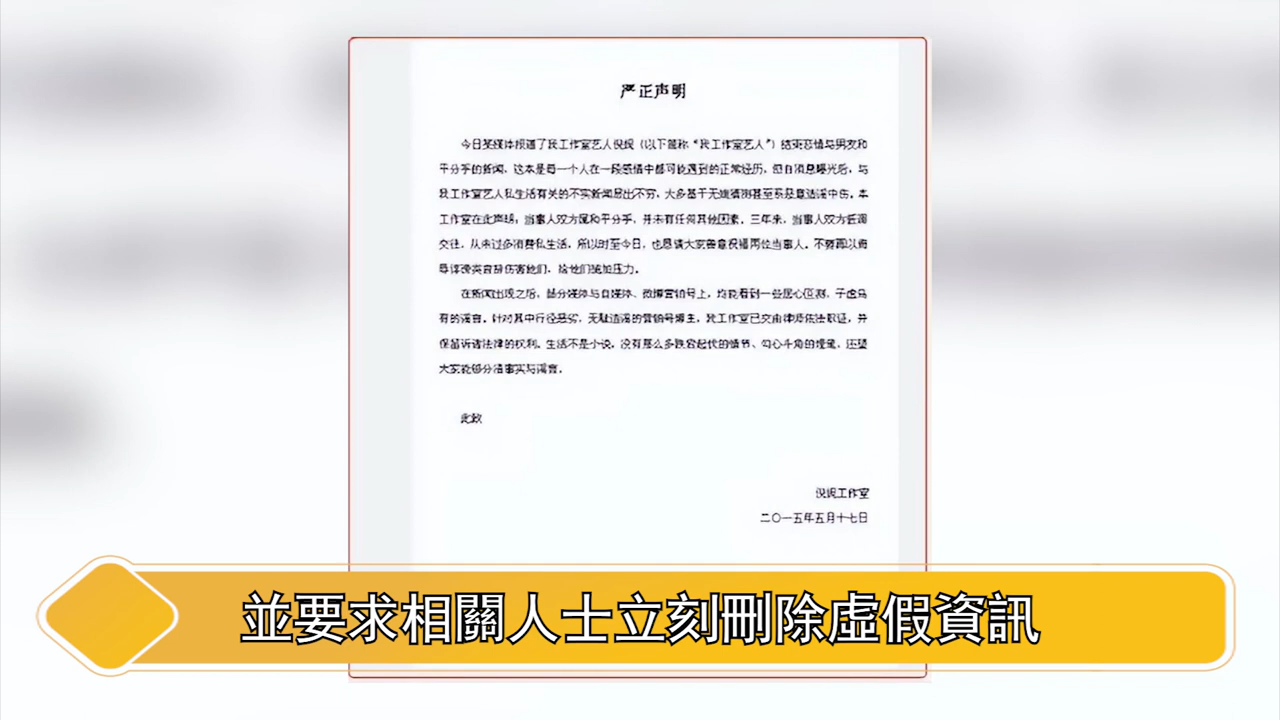 严正声明
今日某媒体报道了我工作室艺人倪妮（以下简称“我工作室艺人”）结束恋情与男友和
平分手的新闻，这本是每一个人在一段感情中都可能遇到的正常经历，但自消息曝光后，与
我工作室艺人私生活有关的不实新闻层出不穷，大多基于无端猜测甚至系恶意造谣中伤。本
工作室在此声明：当事人双方属和平分手，并未有任何其他因素。三年来，当事人双方低调
交往，从未过多消费私生活，所以时至今日，也恳请大家善意祝福两位当事人。不要再以侮
辱诽谤类言辞伤害他们，给他们施加压力。
在新闻出现之后，部分媒体与自媒体、微博营销号上，均能看到一些居心叵测，子虚乌
有的谣言。针对其中行径恶劣、无耻造谣的营销号博主，我工作室已交由律师依法取证，并
保留诉诸法律的权利。生活不是小说，没有那么多跌宕起伏的情节、勾心斗角的埋笔，还望
大家能够分清事实与谣言。
此致
倪妮工作室
二〇一五年五月十七日
並要求相關人士立刻刪除虛假資訊